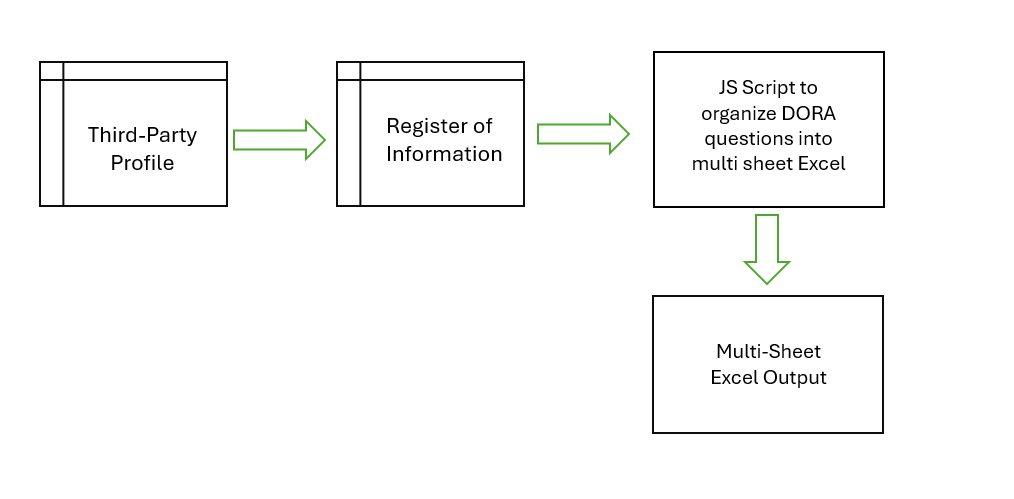 Third-Party
Profile
Register of
Information
JS Script to
organize DORA
questions into
multi sheet Excel
Multi-Sheet
Excel Output